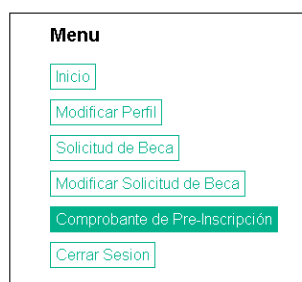 Menu
Inicio
Modificar Perfil
Solicitud de Beca
Modificar Solicitud de Beca
Comprobante de Pre-Inscripción
Cerrar Sesion